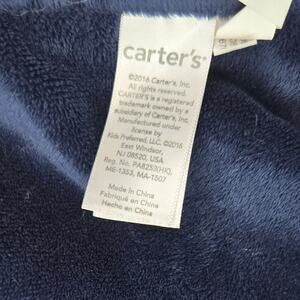 carter's®
©2016 Carter's, Inc.
All rights reserved.
CARTER'S is a registered
trademark owned by a
subsidiary of Carter's, Inc.
Manufactured under
license by
Kids Preferred, LLC. ©2016
East Windsor,
NJ 08520, USA
Reg. No. PA8253(HK),
ME-1353, MA-1507
Made in China
Fabriqué en China
Hecho en China